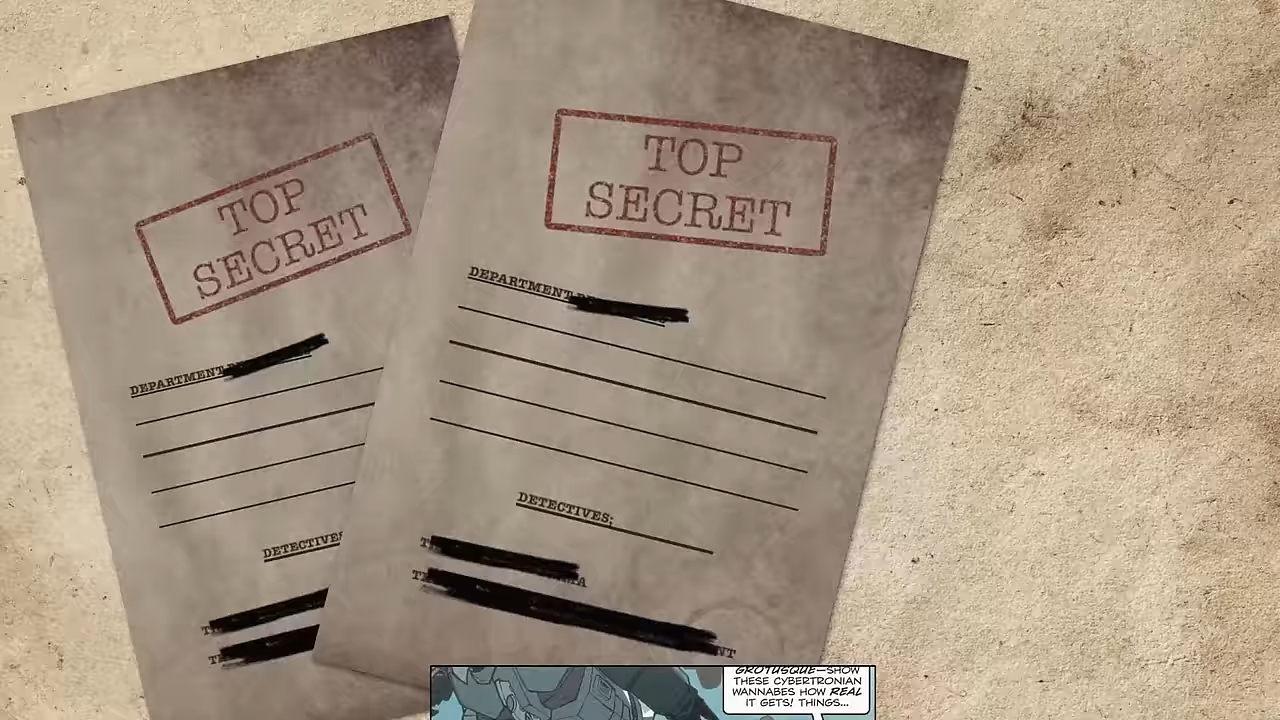 TOP
SECRET
DEPARTMENT
DETECTIVES
TOP
SECRET
DEPARTMENT
DETECTIVES:
GROTUSQUE—SHOW
THESE CYBERTRONIAN
WANNABES HOW REAL
IT GETS! THINGS...